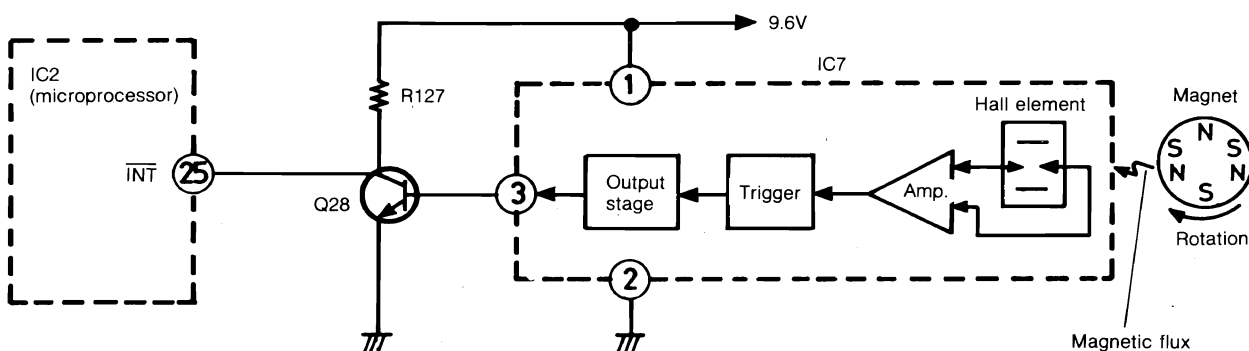 9.6V
IC2
(microprocessor)
INT
25
R127
Q28
1
IC7
Hall element
Magnet
3
Output
stage
Trigger
Amp.
2
N
S
S
N
N
S
Rotation
Magnetic flux